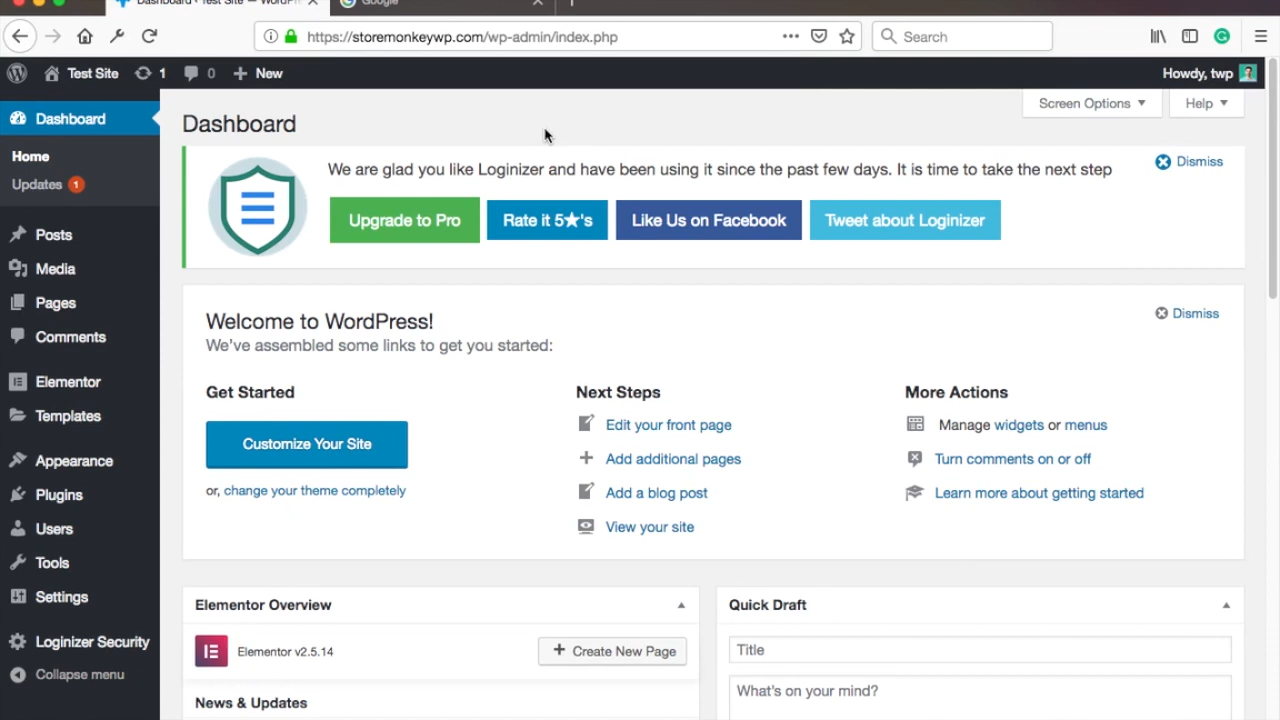 Dashboard ‹ Test Site — WordPr
Google
https://storemonkeywp.com/wp-admin/index.php
Search
Test Site
1
0
New
Howdy, twp
Dashboard
Home
Updates 1
Posts
Media
Pages
Comments
Elementor
Templates
Appearance
Plugins
Users
Tools
Settings
Loginizer Security
Collapse menu
Screen Options
Help
Dashboard
We are glad you like Loginizer and have been using it since the past few days. It is time to take the next step
Dismiss
Upgrade to Pro
Rate it 5★'s
Like Us on Facebook
Tweet about Loginizer
Welcome to WordPress!
Dismiss
We've assembled some links to get you started:
Get Started
Customize Your Site
or, change your theme completely
Next Steps
Edit your front page
Add additional pages
Add a blog post
View your site
More Actions
Manage widgets or menus
Turn comments on or off
Learn more about getting started
Elementor Overview
Elementor v2.5.14
Create New Page
News & Updates
Quick Draft
Title
What's on your mind?